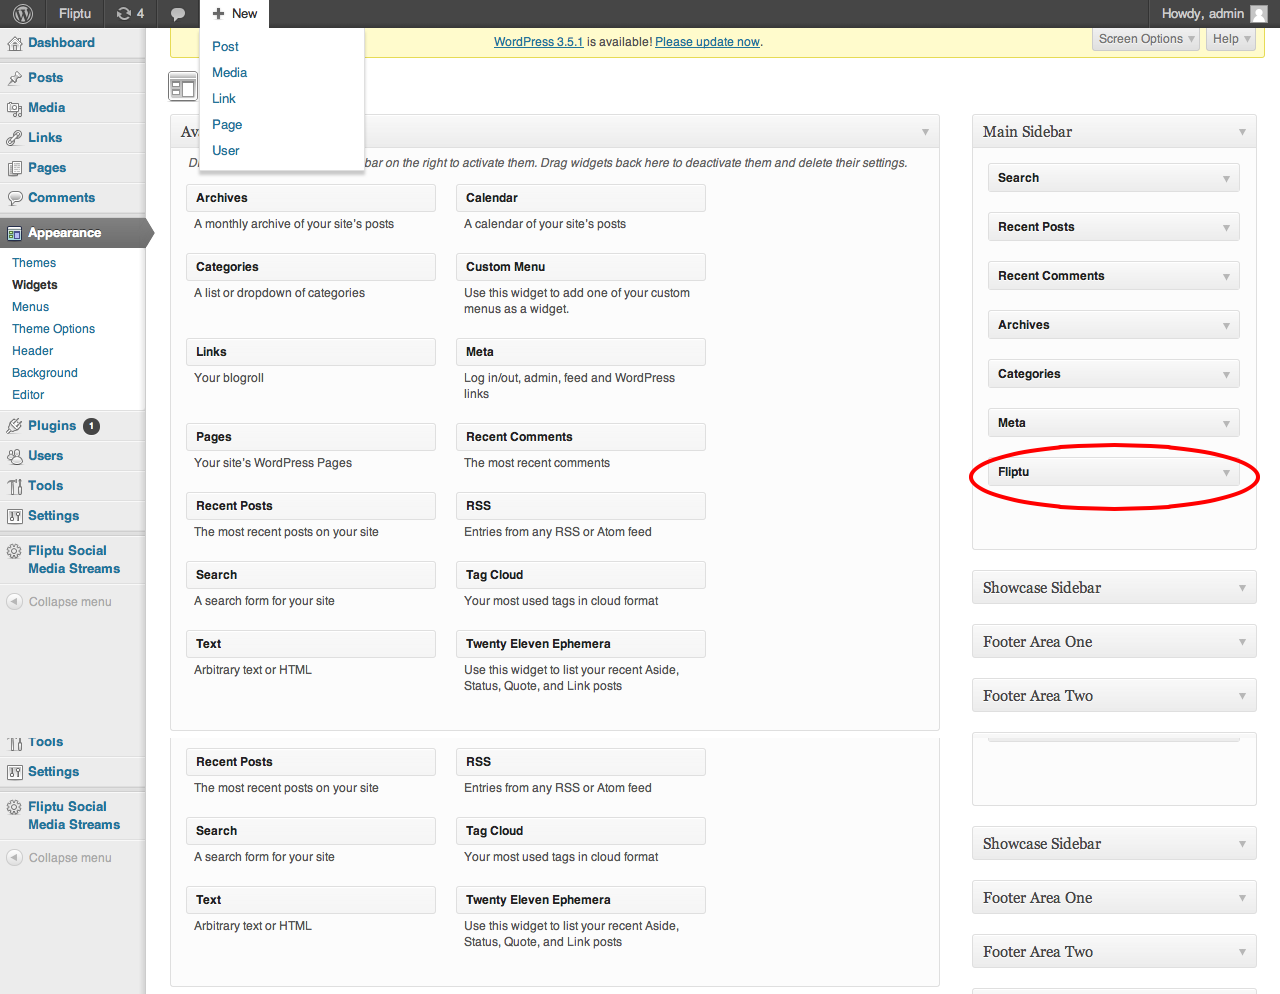 Fliptu
4
New
Howdy, admin
Post
Media
Link
Page
User
WordPress 3.5.1 is available! Please update now.
Screen Options
Help
Dashboard
Posts
Media
Links
Pages
Comments
Appearance
Themes
Widgets
Menus
Theme Options
Header
Background
Editor
Plugins 1
Users
Tools
Settings
Fliptu Social
Media Streams
Collapse menu
Tools
Settings
Fliptu Social
Media Streams
Collapse menu
bar on the right to activate them. Drag widgets back here to deactivate them and delete their settings.
Archives
A monthly archive of your site's posts
Calendar
A calendar of your site's posts
Categories
A list or dropdown of categories
Custom Menu
Use this widget to add one of your custom
menus as a widget.
Links
Your blogroll
Meta
Log in/out, admin, feed and WordPress
links
Pages
Your site's WordPress Pages
Recent Comments
The most recent comments
Recent Posts
The most recent posts on your site
RSS
Entries from any RSS or Atom feed
Search
A search form for your site
Tag Cloud
Your most used tags in cloud format
Text
Arbitrary text or HTML
Twenty Eleven Ephemera
Use this widget to list your recent Aside,
Status, Quote, and Link posts
Recent Posts
The most recent posts on your site
RSS
Entries from any RSS or Atom feed
Search
A search form for your site
Tag Cloud
Your most used tags in cloud format
Text
Arbitrary text or HTML
Twenty Eleven Ephemera
Use this widget to list your recent Aside,
Status, Quote, and Link posts
Main Sidebar
Search
Recent Posts
Recent Comments
Archives
Categories
Meta
Fliptu
Showcase Sidebar
Footer Area One
Footer Area Two
Showcase Sidebar
Footer Area One
Footer Area Two